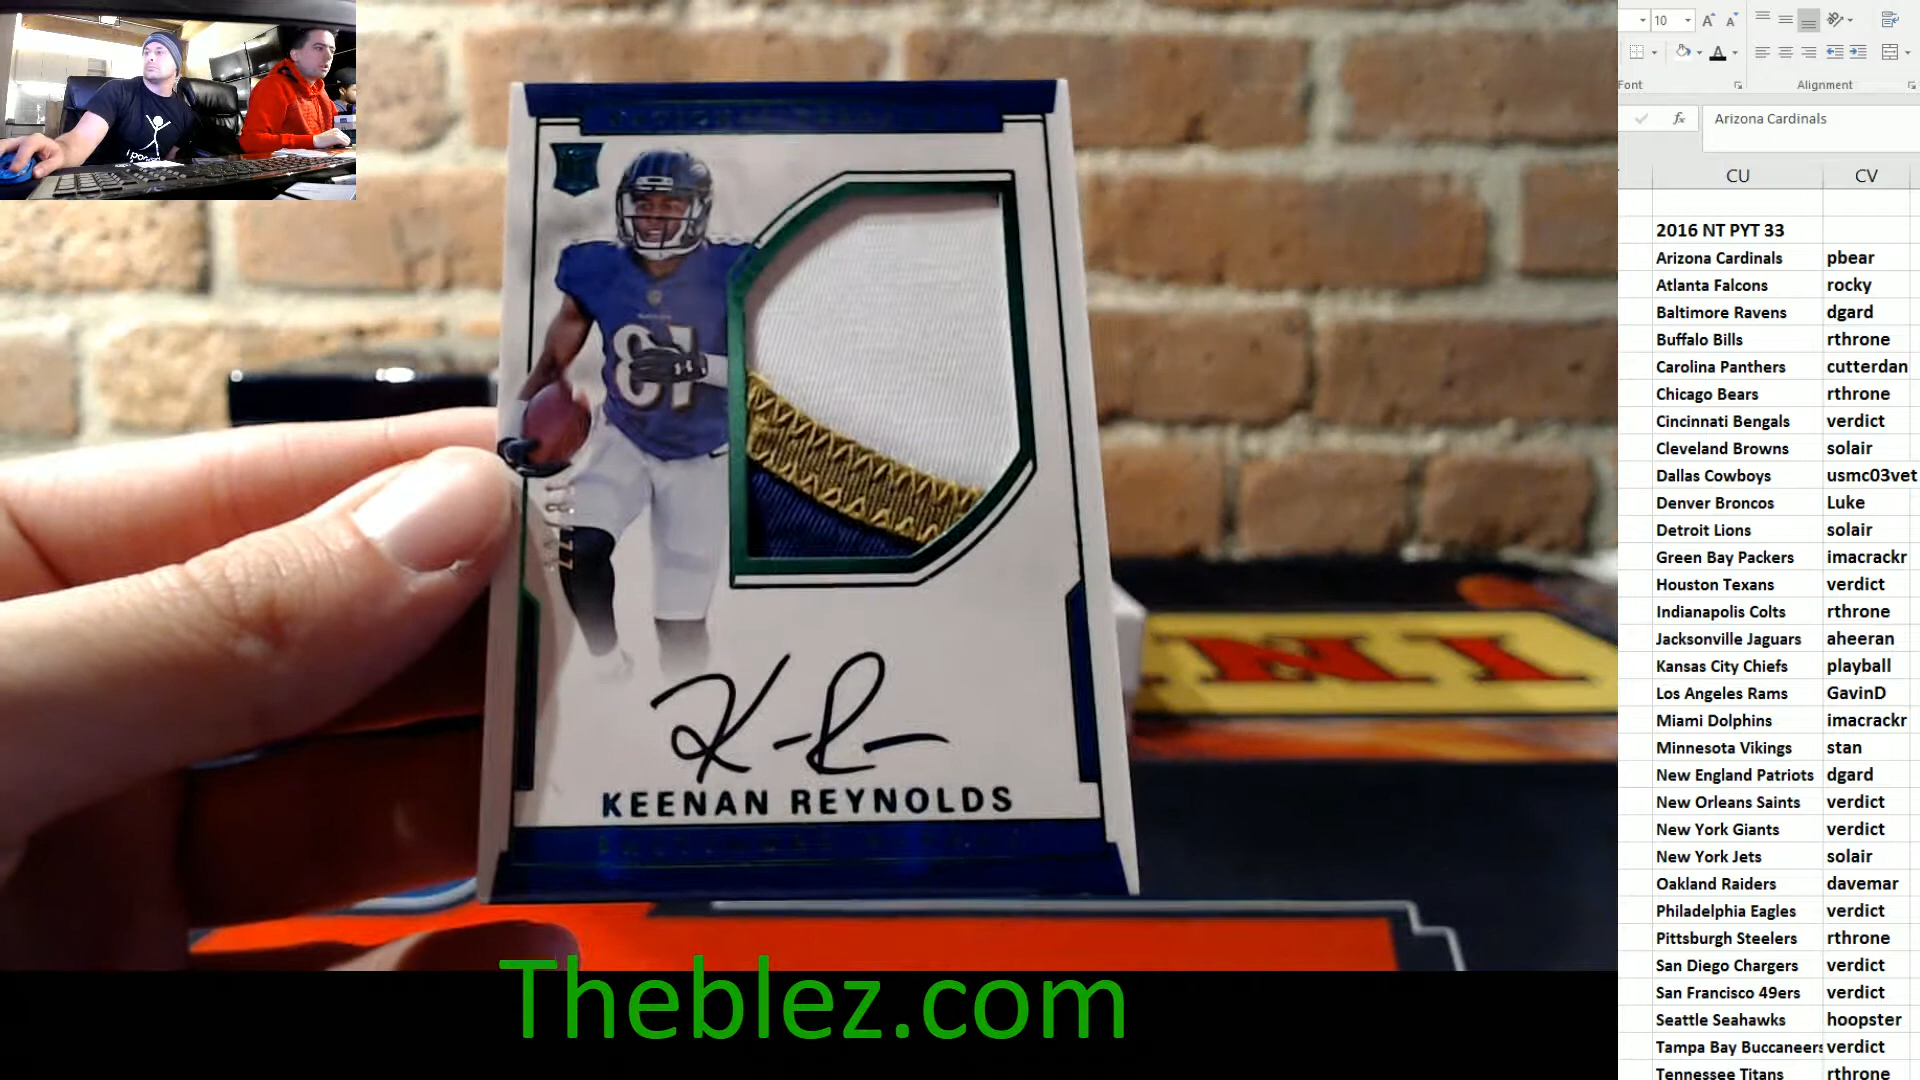 10
Font
Alignment
fx
Arizona Cardinals
CU CV
2016 NT PYT 33
Arizona Cardinals pbear
Atlanta Falcons rocky
Baltimore Ravens dgard
Buffalo Bills rthrone
Carolina Panthers cutterdan
Chicago Bears rthrone
Cincinnati Bengals verdict
Cleveland Browns solair
Dallas Cowboys usmc03vet
Denver Broncos Luke
Detroit Lions solair
Green Bay Packers imacrackr
Houston Texans verdict
Indianapolis Colts rthrone
Jacksonville Jaguars aheeran
Kansas City Chiefs playball
Los Angeles Rams GavinD
Miami Dolphins imacrackr
Minnesota Vikings stan
New England Patriots dgard
New Orleans Saints verdict
New York Giants verdict
New York Jets solair
Oakland Raiders davemar
Philadelphia Eagles verdict
Pittsburgh Steelers rthrone
San Diego Chargers verdict
San Francisco 49ers verdict
Seattle Seahawks hoopster
Tampa Bay Buccaneers verdict
Tennessee Titans rthrone
81
K R
KEENAN REYNOLDS
NI
Theblez.com